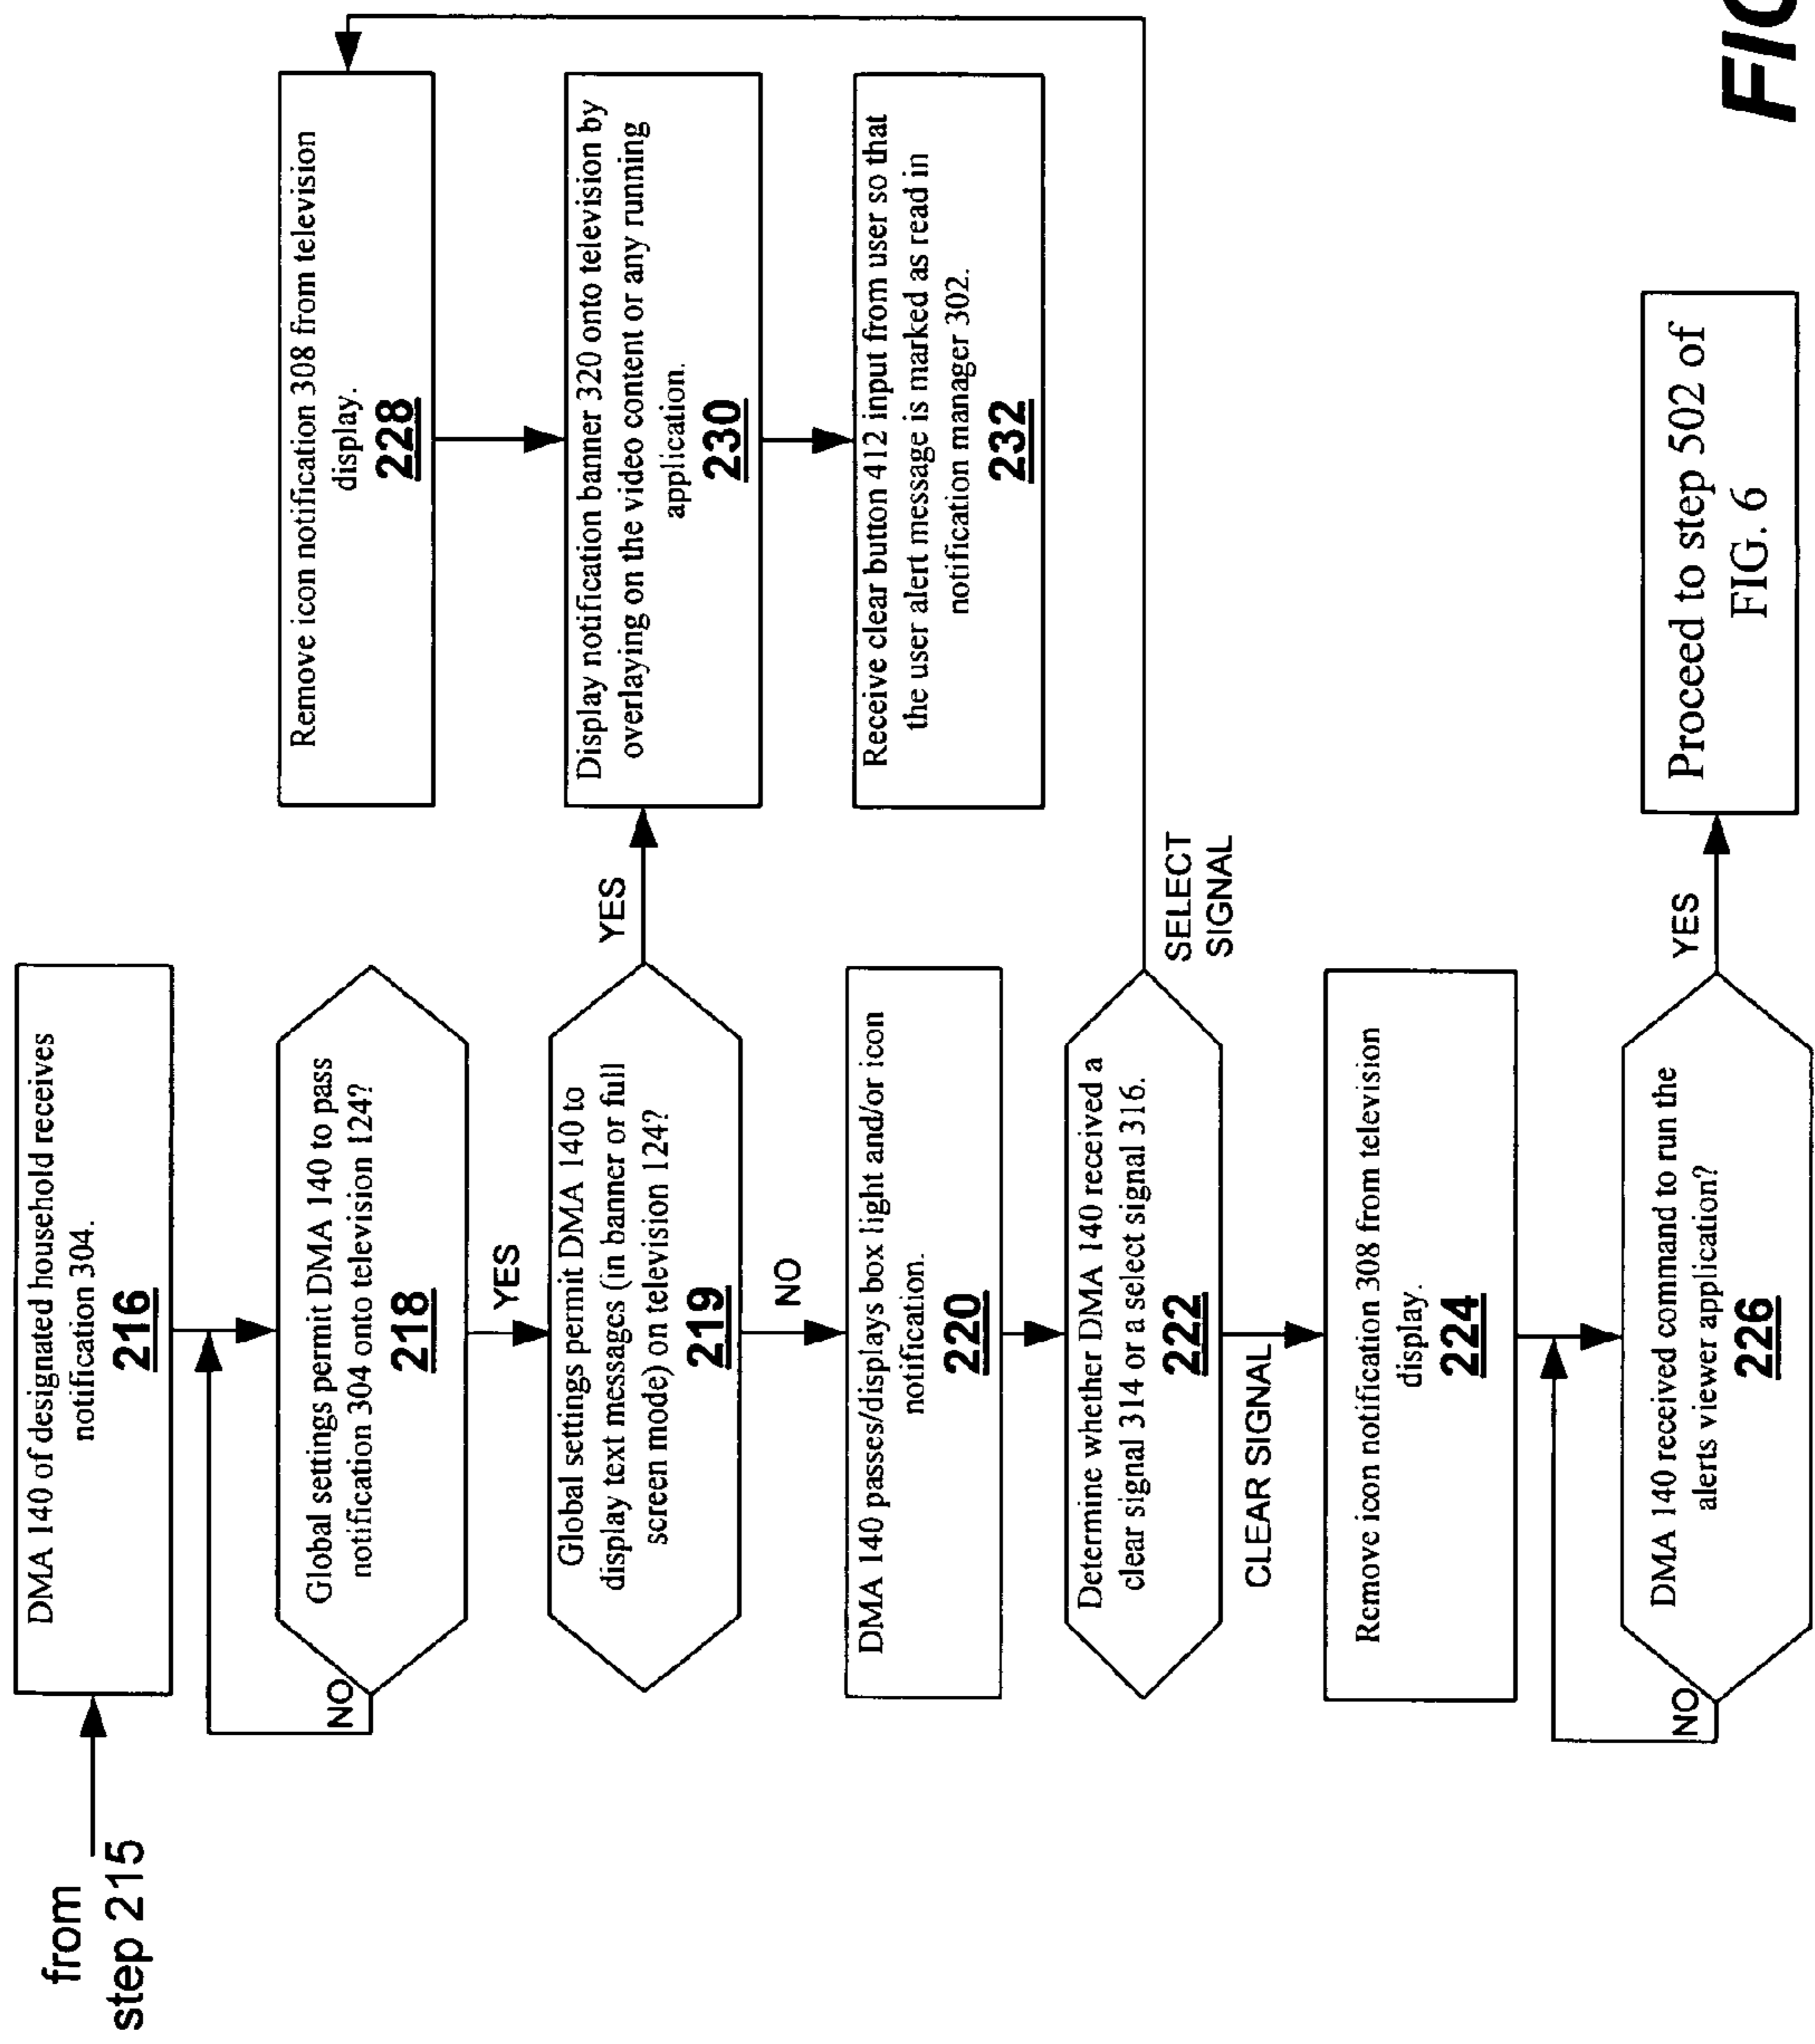 from
step 215
DMA 140 of designated household receives
notification 304.
216
Global settings permit DMA 140 to pass
notification 304 onto television 124?
218
NO
YES
Global settings permit DMA 140 to
display text messages (in banner or full
screen mode) on television 124?
219
YES
NO
DMA 140 passes/displays box light and/or icon
notification.
220
Determine whether DMA 140 received a
clear signal 314 or a select signal 316.
222
SELECT
SIGNAL
CLEAR SIGNAL
Remove icon notification 308 from television
display.
224
DMA 140 received command to run the
alerts viewer application?
226
NO
YES
Proceed to step 502 of
FIG. 6
Remove icon notification 308 from television
display.
228
Display notification banner 320 onto television by
overlaying on the video content or any running
application.
230
Receive clear button 412 input from user so that
the user alert message is marked as read in
notification manager 302.
232